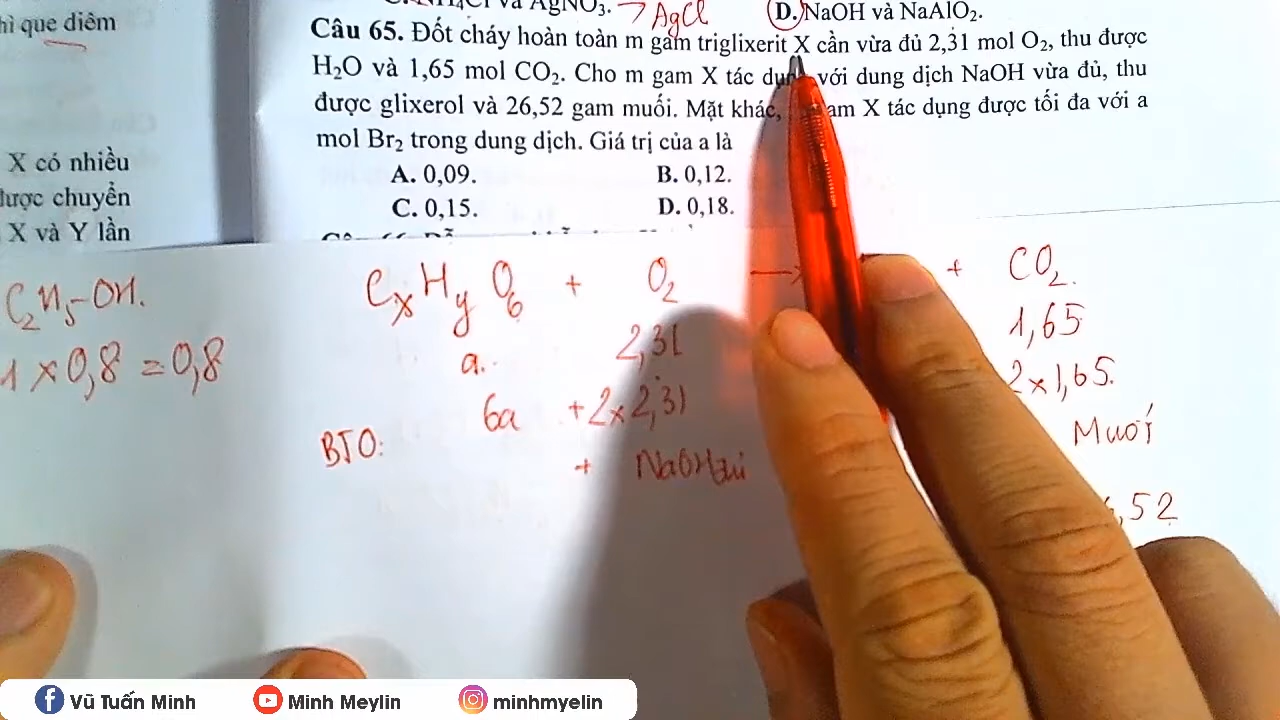 AgNO₃. → AgCl D. NaOH và NaAlO₂.
hì que diêm
Câu 65. Đốt cháy hoàn toàn m gam triglixerit X cần vừa đủ 2,31 mol O₂, thu được
H₂O và 1,65 mol CO₂. Cho m gam X tác dụng với dung dịch NaOH vừa đủ, thu
được glixerol và 26,52 gam muối. Mặt khác, am X tác dụng được tối đa với a
mol Br₂ trong dung dịch. Giá trị của a là
A. 0,09. B. 0,12.
C. 0,15. D. 0,18.
X có nhiều
được chuyển
X và Y lần
C₂H₅-OH.
1 × 0,8 = 0,8
CₓHyO₆ + O₂ → + CO₂.
a. 2,31 1,65
6a + 2 × 2,31 2 × 1,65.
BTO:
+ NaOH Muối
,52
Vũ Tuấn Minh Minh Meylin minhmyelin